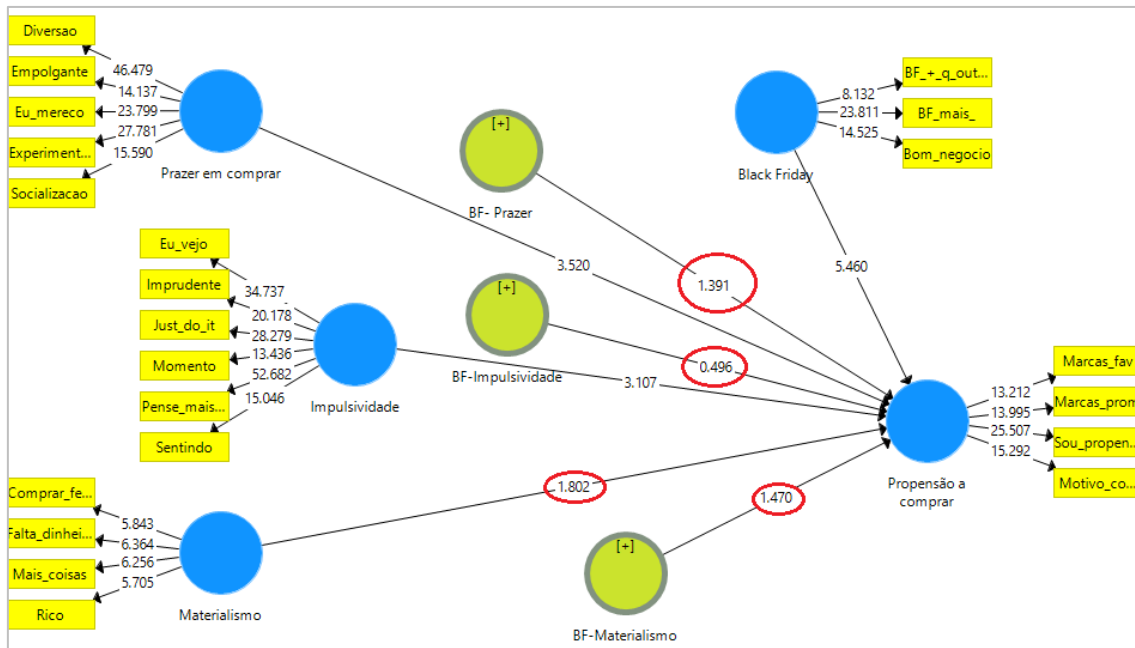 Diversao
Empolgante
Eu_mereco
Experiment...
Socializacao
46.479
14.137
23.799
27.781
15.590
Prazer em comprar
[+]
BF- Prazer
Black Friday
8.132
23.811
14.525
BF_+_q_out...
BF_mais_
Bom_negocio
3.520
1.391
5.460
Eu_vejo
Imprudente
Just_do_it
Momento
Pense_mais...
Sentindo
34.737
20.178
28.279
13.436
52.682
15.046
Impulsividade
[+]
BF-Impulsividade
0.496
3.107
Propensão a
comprar
13.212
13.995
25.507
15.292
Marcas_fav
Marcas_prom
Sou_propen...
Motivo_co...
Comprar_fe...
Falta_dinhei...
Mais_coisas
Rico
5.843
6.364
6.256
5.705
Materialismo
1.802
1.470
[+]
BF-Materialismo